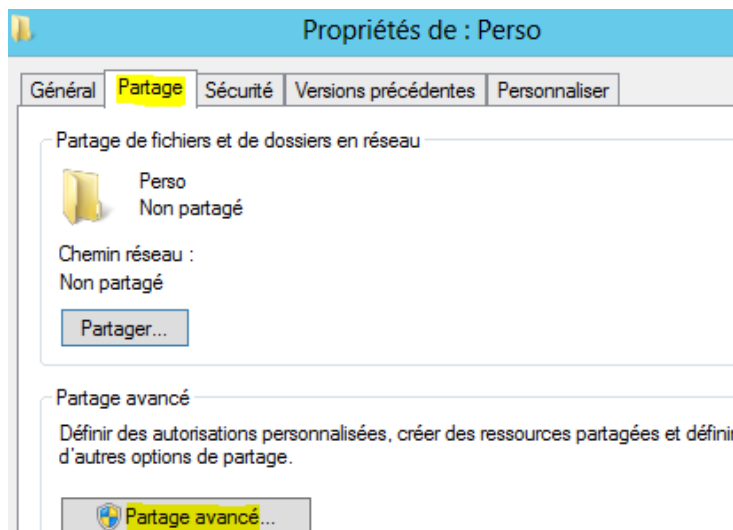 Propriétés de : Perso
Général Partage Sécurité Versions précédentes Personnaliser
Partage de fichiers et de dossiers en réseau
Perso
Non partagé
Chemin réseau :
Non partagé
Partager...
Partage avancé
Définir des autorisations personnalisées, créer des ressources partagées et définir
d'autres options de partage.
Partage avancé...